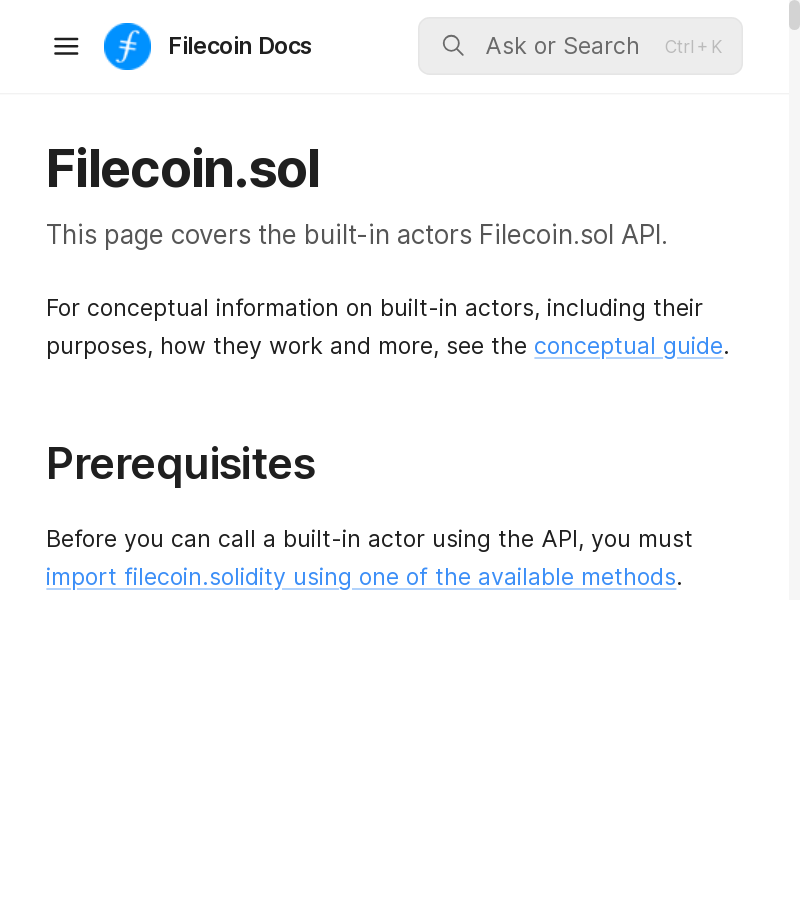 Filecoin Docs
Ask or Search Ctrl + K
Filecoin.sol
This page covers the built-in actors Filecoin.sol API.
For conceptual information on built-in actors, including their
purposes, how they work and more, see the conceptual guide.
Prerequisites
Before you can call a built-in actor using the API, you must
import filecoin.solidity using one of the available methods.